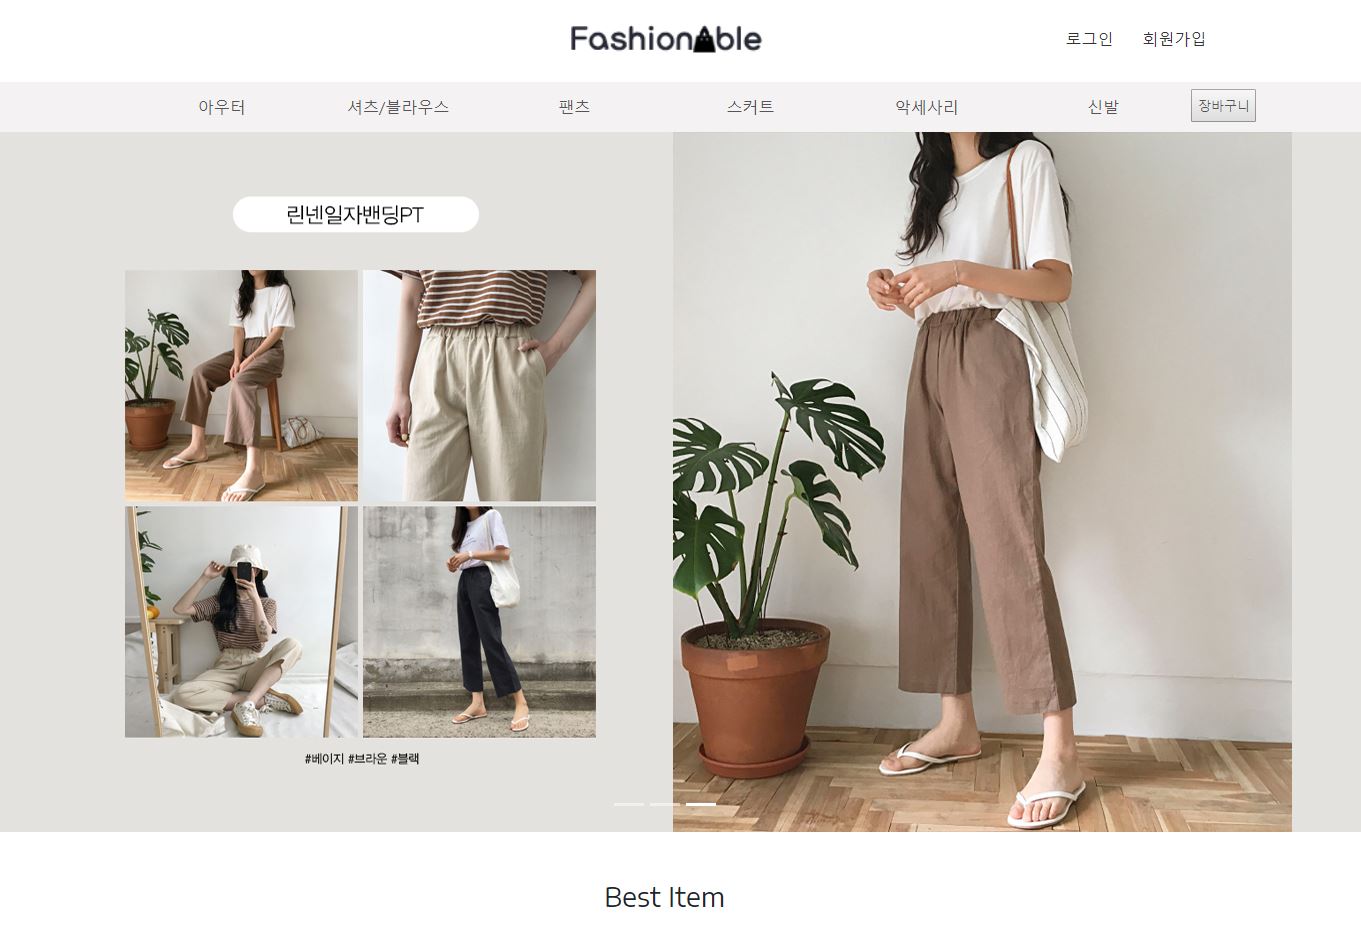 FashionAble
로그인 회원가입
아우터 셔츠/블라우스 팬츠 스커트 악세사리 신발 장바구니
린넨일자밴딩PT
#베이지 #브라운 #블랙
Best Item